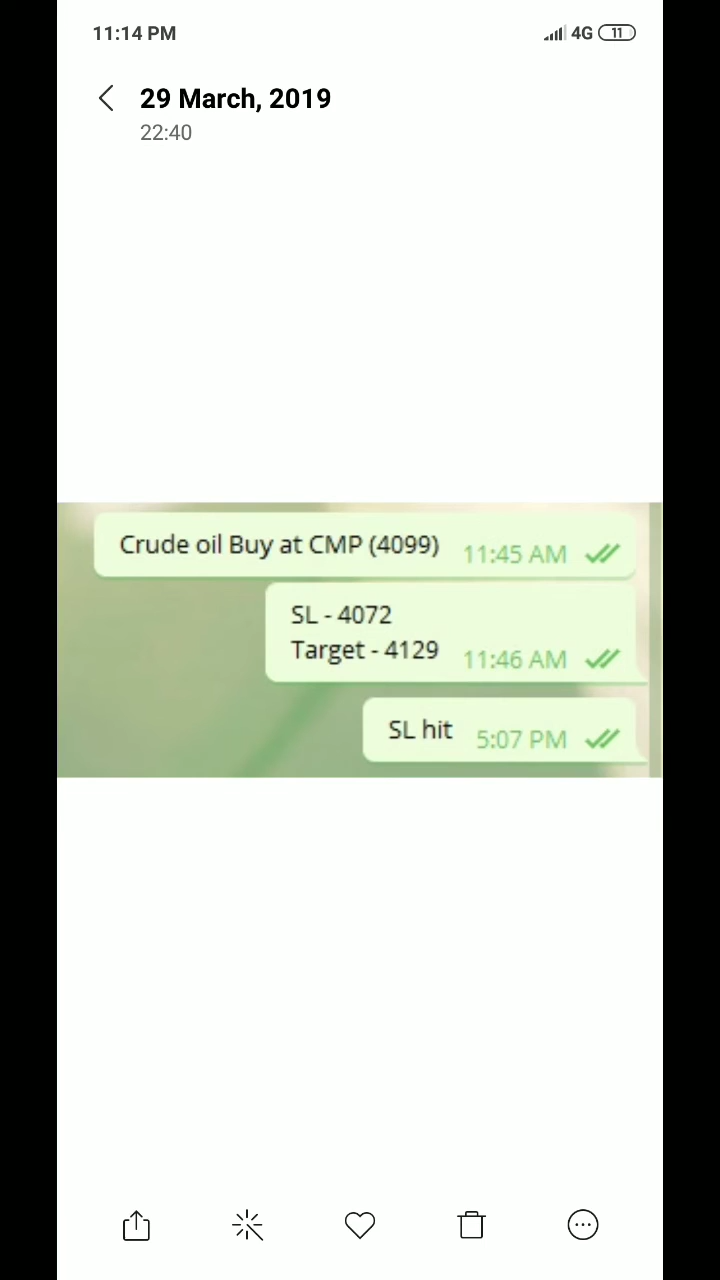 11:14 PM 4G 11
29 March, 2019
22:40
Crude oil Buy at CMP (4099) 11:45 AM
SL - 4072
Target - 4129 11:46 AM
SL hit 5:07 PM